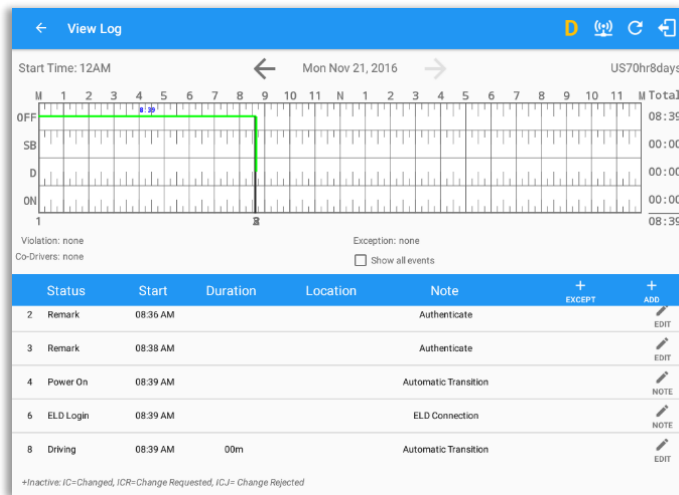 View Log D
Start Time: 12AM Mon Nov 21, 2016 US70hr8days
M 1 2 3 4 5 6 7 8 9 10 11 N 1 2 3 4 5 6 7 8 9 10 11 M Total
OFF 8:39 08:39
SB 00:00
D 00:00
ON 00:00
1 08:39
Violation: none Exception: none
Co-Drivers: none Show all events
Status Start Duration Location Note + EXCEPT + ADD
2 Remark 08:36 AM Authenticate EDIT
3 Remark 08:38 AM Authenticate EDIT
4 Power On 08:39 AM Automatic Transition NOTE
6 ELD Login 08:39 AM ELD Connection NOTE
8 Driving 08:39 AM 00m Automatic Transition EDIT
+Inactive: IC=Changed, ICR=Change Requested, ICJ= Change Rejected